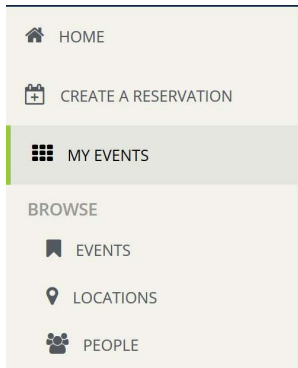 HOME
CREATE A RESERVATION
MY EVENTS
BROWSE
EVENTS
LOCATIONS
PEOPLE